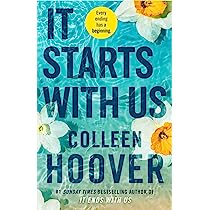 IT
Every
ending
has a
beginning.
STARTS
WITH US
COLLEEN
HOOVER
#1 SUNDAY TIMES BESTSELLING AUTHOR OF
IT ENDS WITH US